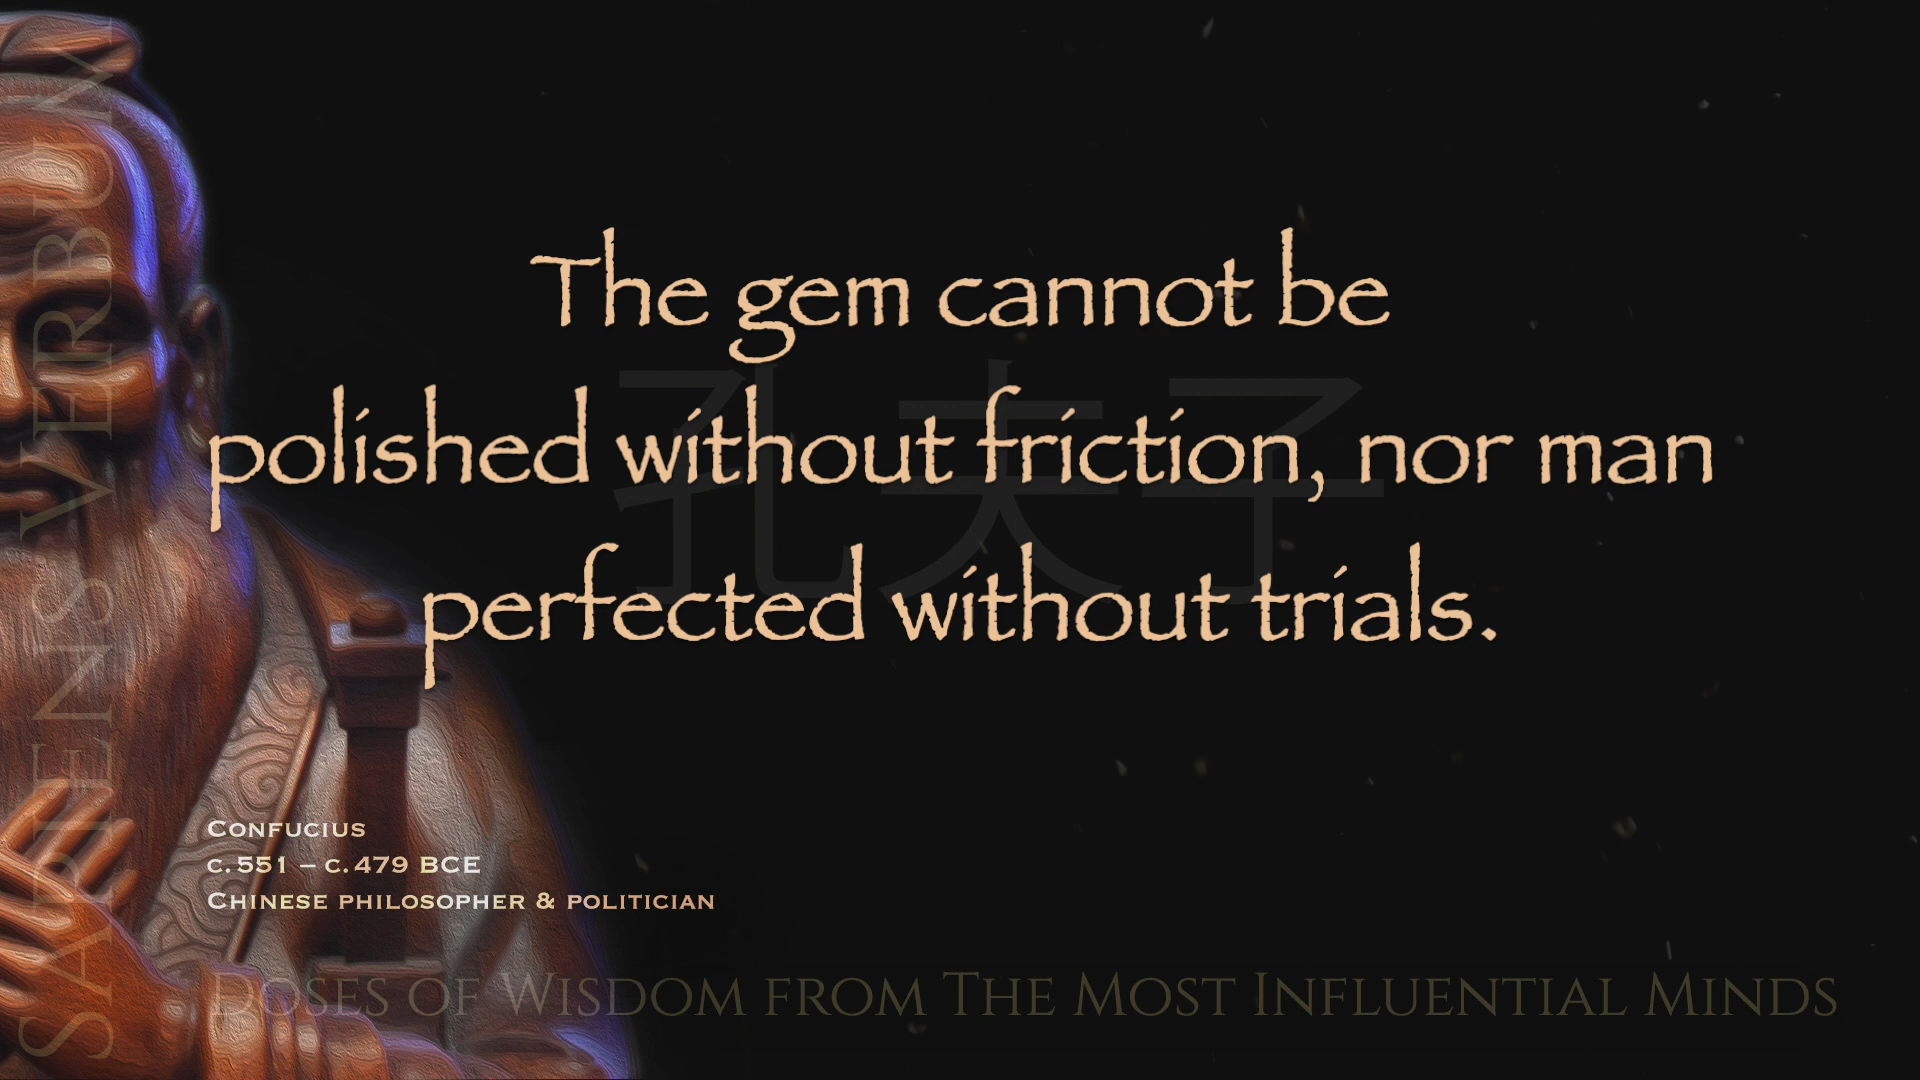 The gem cannot be
polished without friction, nor man
perfected without trials.
孔夫子
Confucius
c. 551 – c. 479 BCE
Chinese philosopher & politician
Doses of Wisdom from The Most Influential Minds
Sapiens Verbum